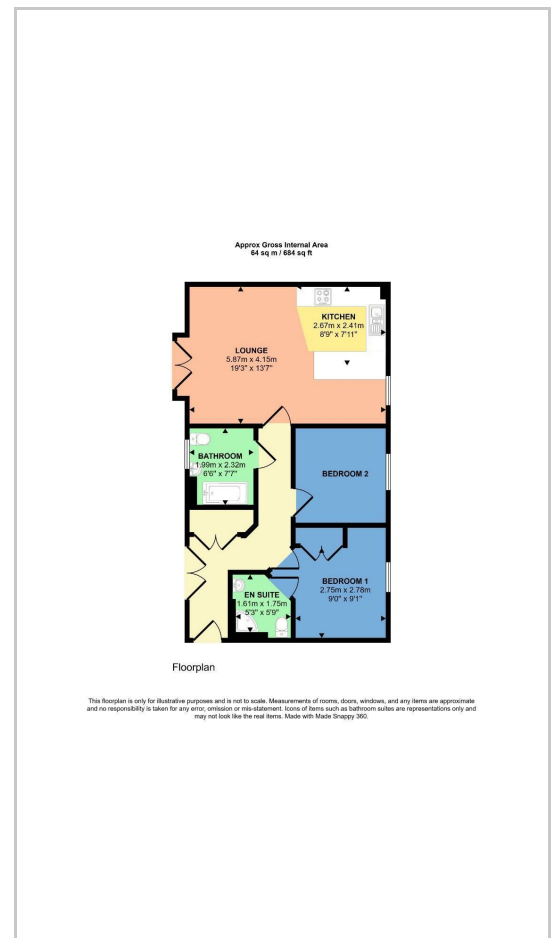 Approx Gross Internal Area
64 sq m / 684 sq ft
KITCHEN
2.67m x 2.41m
8'9" x 7'11"
LOUNGE
5.87m x 4.15m
19'3" x 13'7"
BATHROOM
1.99m x 2.32m
6'6" x 7'7"
BEDROOM 2
BEDROOM 1
2.75m x 2.78m
9'0" x 9'1"
EN SUITE
1.61m x 1.75m
5'3" x 5'9"
Floorplan
This floorplan is only for illustrative purposes and is not to scale. Measurements of rooms, doors, windows, and any items are approximate
and no responsibility is taken for any error, omission or mis-statement. Icons of items such as bathroom suites are representations only and
may not look like the real items. Made with Made Snappy 360.